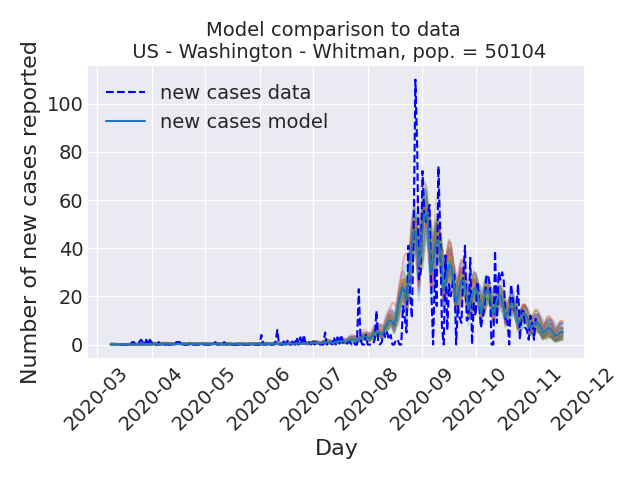 Model comparison to data
US - Washington - Whitman, pop. = 50104
Number of new cases reported
new cases data
new cases model
100
80
60
40
20
0
2020-03
2020-04
2020-05
2020-06
2020-07
2020-08
2020-09
2020-10
2020-11
2020-12
Day